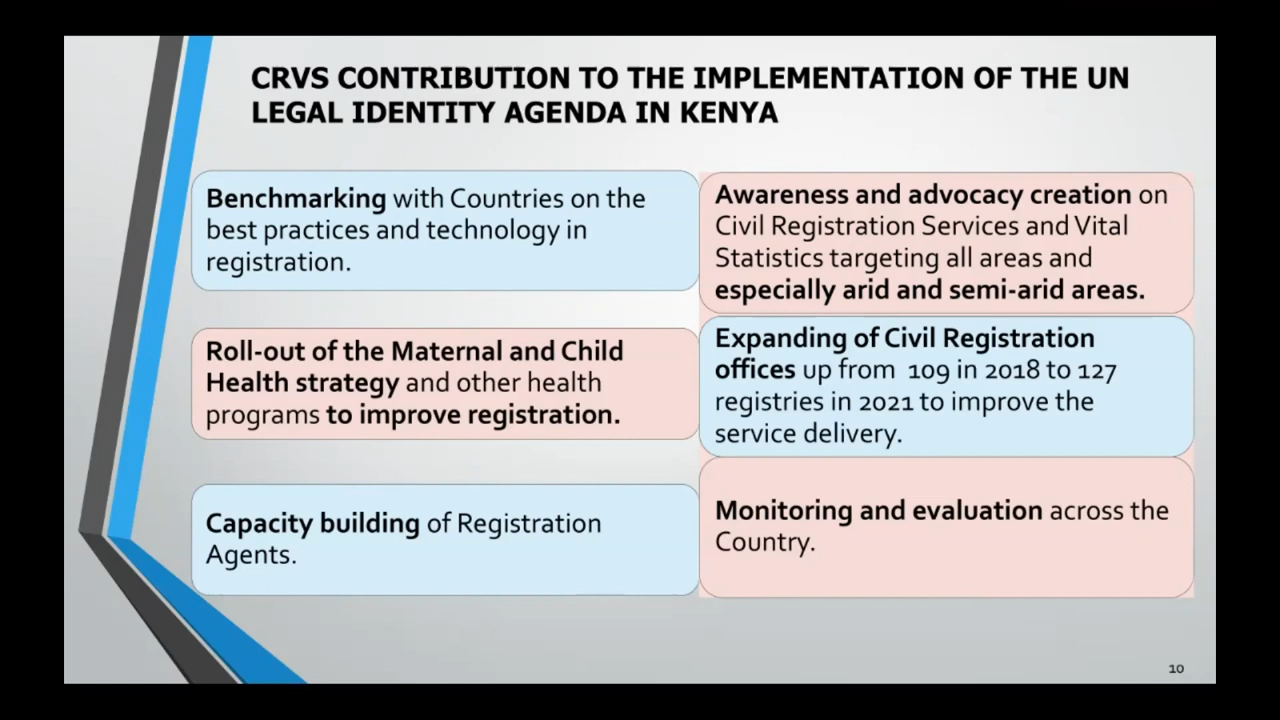 CRVS CONTRIBUTION TO THE IMPLEMENTATION OF THE UN
LEGAL IDENTITY AGENDA IN KENYA
Benchmarking with Countries on the
best practices and technology in
registration.
Roll-out of the Maternal and Child
Health strategy and other health
programs to improve registration.
Capacity building of Registration
Agents.
Awareness and advocacy creation on
Civil Registration Services and Vital
Statistics targeting all areas and
especially arid and semi-arid areas.
Expanding of Civil Registration
offices up from 109 in 2018 to 127
registries in 2021 to improve the
service delivery.
Monitoring and evaluation across the
Country.
10